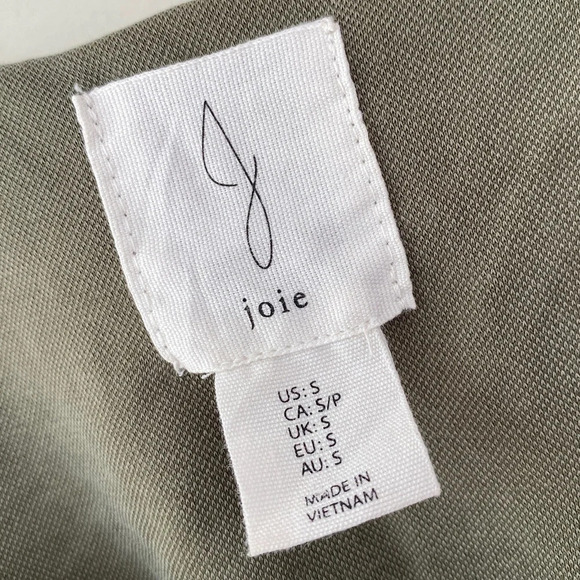 joie
US: S
CA: S/P
UK: S
EU: S
AU: S
MADE IN
VIETNAM